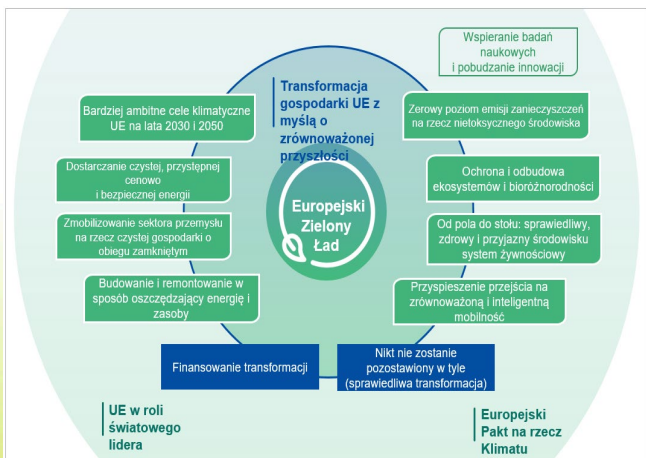 Wspieranie badań
naukowych
i pobudzanie innowacji
Transformacja
gospodarki UE z
myślą o
zrównoważonej
przyszłości
Bardziej ambitne cele klimatyczne
UE na lata 2030 i 2050
Zerowy poziom emisji zanieczyszczeń
na rzecz nietoksycznego środowiska
Dostarczanie czystej, przystępnej
cenowo
i bezpiecznej energii
Ochrona i odbudowa
ekosystemów i bioróżnorodności
Europejski
Zielony
Ład
Zmobilizowanie sektora przemysłu
na rzecz czystej gospodarki o
obiegu zamkniętym
Od pola do stołu: sprawiedliwy,
zdrowy i przyjazny środowisku
system żywnościowy
Budowanie i remontowanie w
sposób oszczędzający energię i
zasoby
Przyspieszenie przejścia na
zrównoważoną i inteligentną
mobilność
Finansowanie transformacji
Nikt nie zostanie
pozostawiony w tyle
(sprawiedliwa transformacja)
UE w roli
światowego
lidera
Europejski
Pakt na rzecz
Klimatu